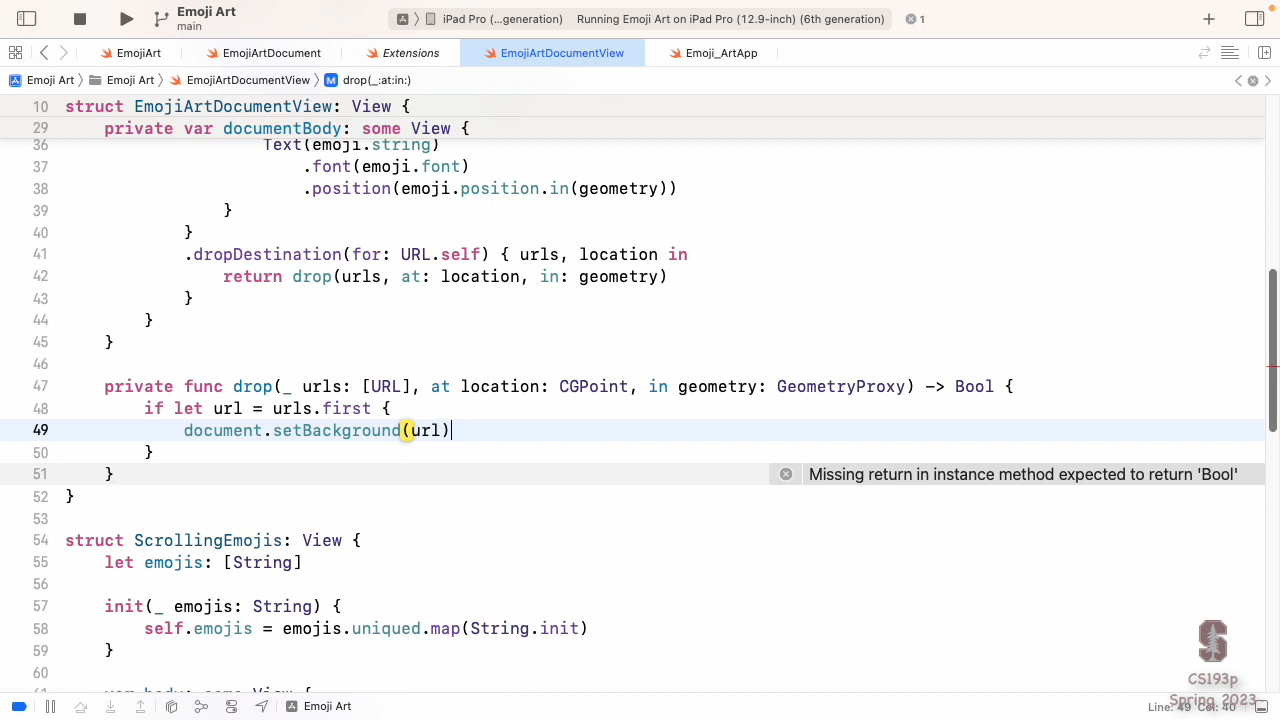 Emoji Art
main
iPad Pro (...generation)
Running Emoji Art on iPad Pro (12.9-inch) (6th generation)
1
EmojiArt
EmojiArtDocument
Extensions
EmojiArtDocumentView
Emoji_ArtApp
Emoji Art
Emoji Art
EmojiArtDocumentView
M
drop(_:at:in:)
10 struct EmojiArtDocumentView: View {
29 private var documentBody: some View {
36 Text(emoji.string)
37 .font(emoji.font)
38 .position(emoji.position.in(geometry))
39 }
40 }
41 .dropDestination(for: URL.self) { urls, location in
42 return drop(urls, at: location, in: geometry)
43 }
44 }
45 }
46
47 private func drop(_ urls: [URL], at location: CGPoint, in geometry: GeometryProxy) -> Bool {
48 if let url = urls.first {
49 document.setBackground(url)
50 }
51 } Missing return in instance method expected to return 'Bool'
52 }
53
54 struct ScrollingEmojis: View {
55 let emojis: [String]
56
57 init(_ emojis: String) {
58 self.emojis = emojis.uniqued.map(String.init)
59 }
60
61 var body: some View {
S
CS193p
Spring 2023
Emoji Art
Line: 49 Col: 40